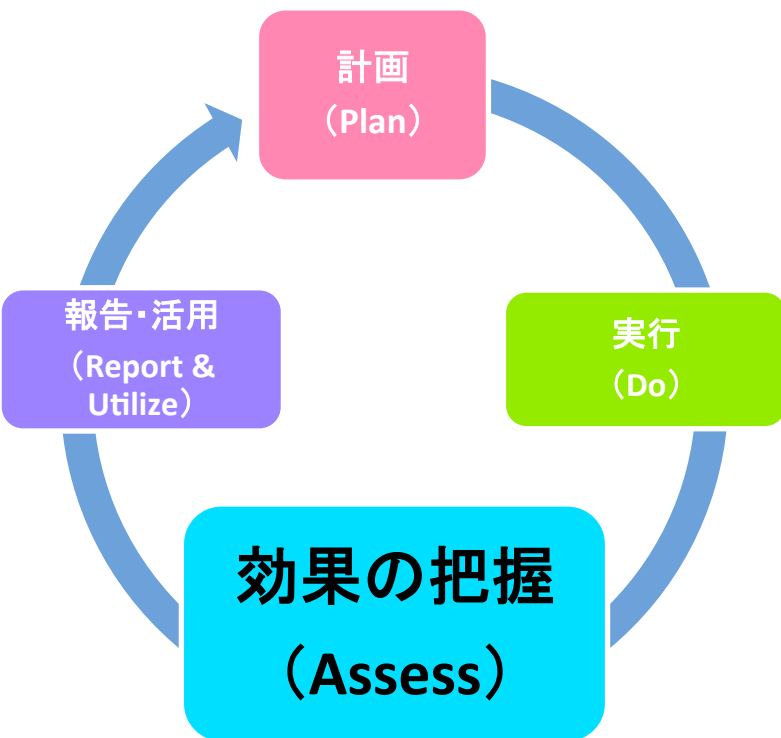 計画
（Plan）
実行
（Do）
効果の把握
（Assess）
報告・活用
（Report &
Utilize）